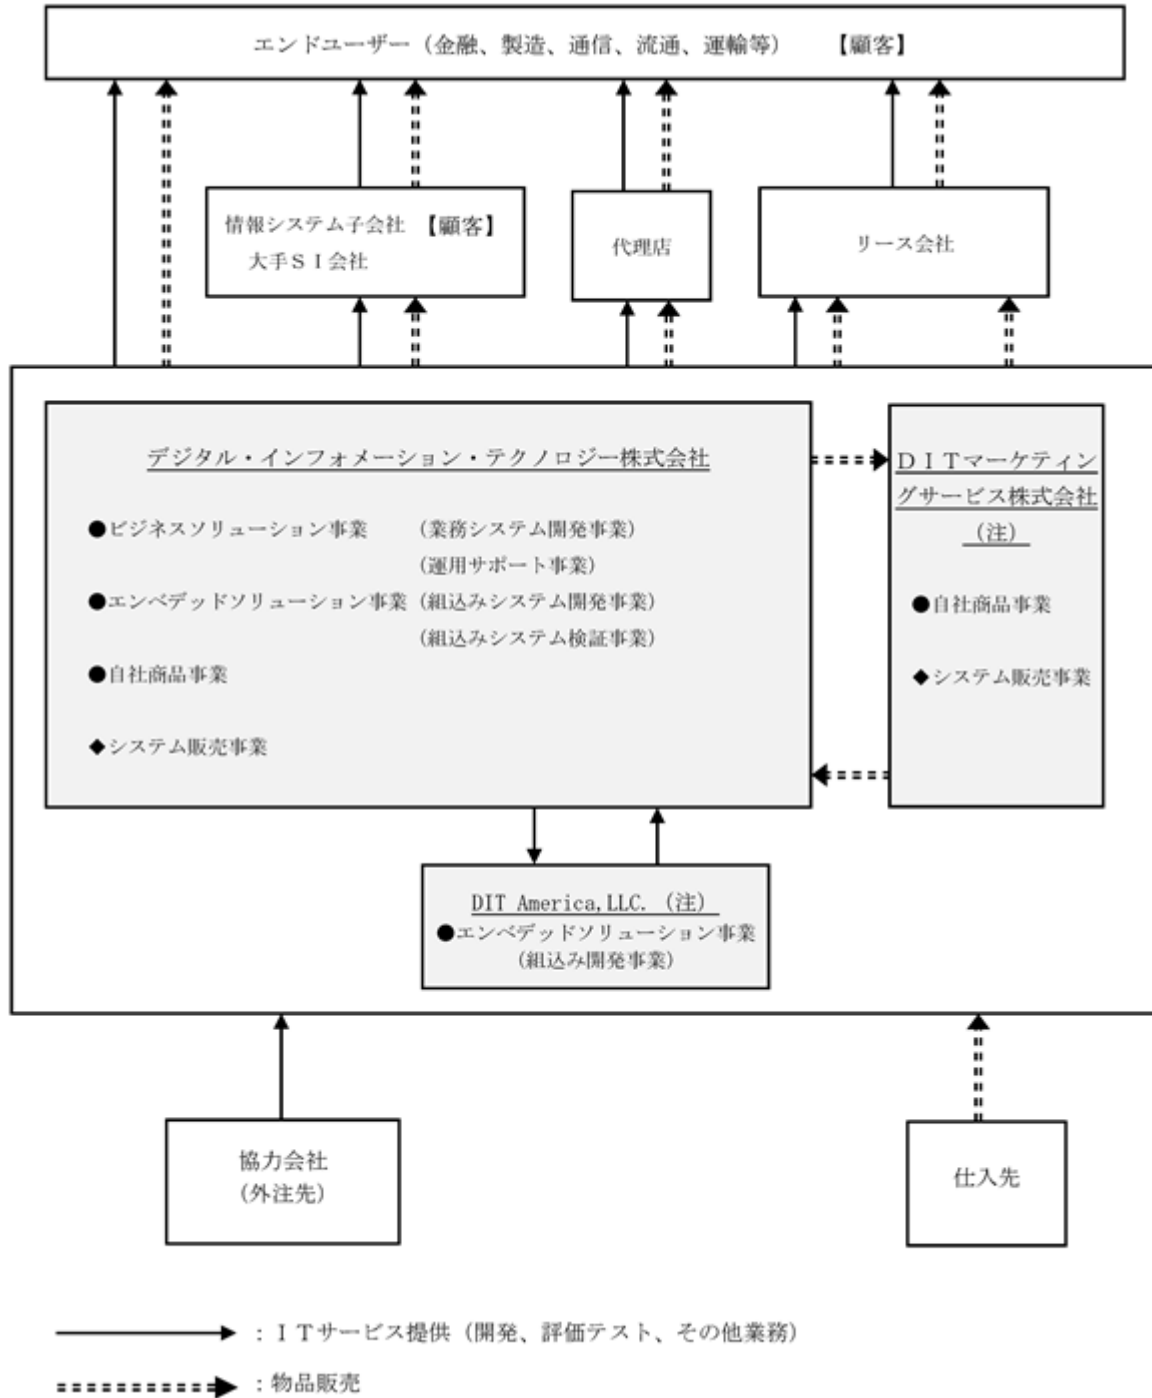 エンドユーザー（金融、製造、通信、流通、運輸等）　【顧客】
情報システム子会社　【顧客】
大手ＳＩ会社
代理店
リース会社
デジタル・インフォメーション・テクノロジー株式会社
●ビジネスソリューション事業　（業務システム開発事業）
（運用サポート事業）
●エンベデッドソリューション事業（組込みシステム開発事業）
（組込みシステム検証事業）
●自社商品事業
◆システム販売事業
ＤＩＴマーケティン
グサービス株式会社
（注）
●自社商品事業
◆システム販売事業
DIT America,LLC.（注）
●エンベデッドソリューション事業
（組込み開発事業）
協力会社
（外注先）
仕入先
：ＩＴサービス提供（開発、評価テスト、その他業務）
：物品販売